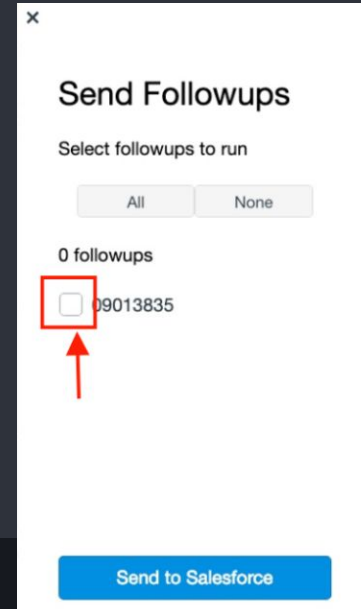 ×
Send Followups
Select followups to run
All None
0 followups
09013835
Send to Salesforce